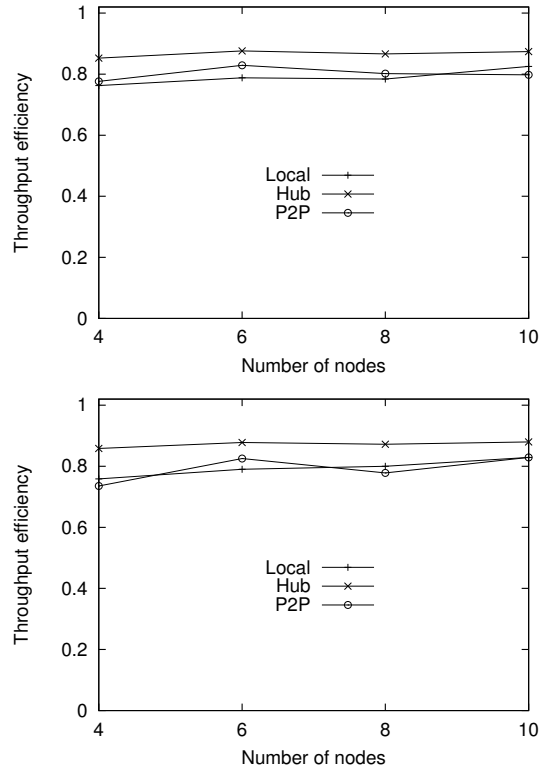 1
0.8
0.6
0.4
0.2
0
Throughput efficiency
Local
Hub
P2P
4
6
8
10
Number of nodes
1
0.8
0.6
0.4
0.2
0
Throughput efficiency
Local
Hub
P2P
4
6
8
10
Number of nodes